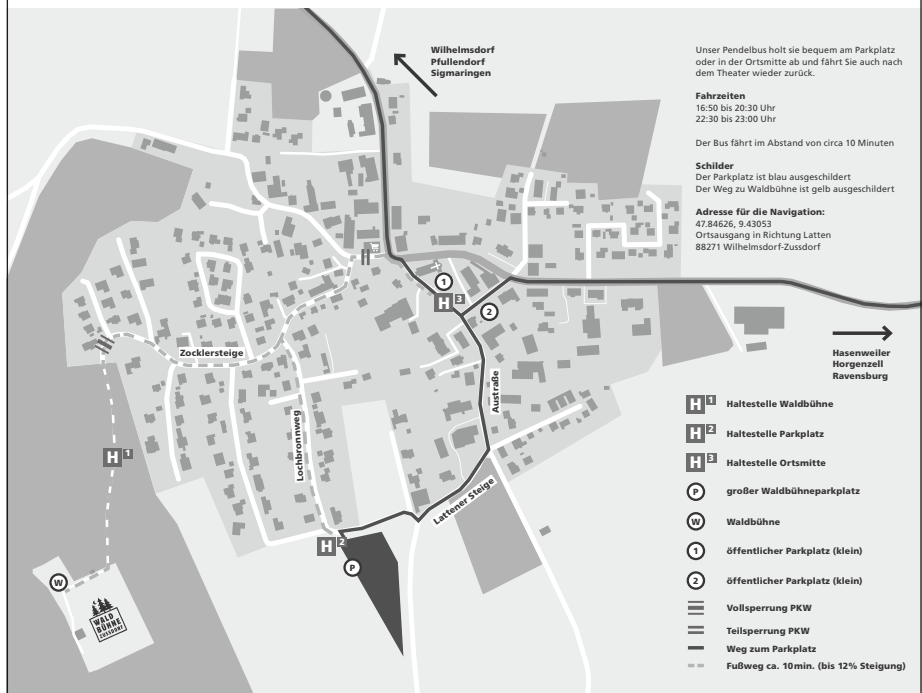 Wilhelmsdorf
Pfullendorf
Sigmaringen
Unser Pendelbus holt sie bequem am Parkplatz
oder in der Ortsmitte ab und fährt Sie auch nach
dem Theater wieder zurück.
Fahrzeiten
16:50 bis 20:30 Uhr
22:30 bis 23:00 Uhr
Der Bus fährt im Abstand von circa 10 Minuten
Schilder
Der Parkplatz ist blau ausgeschildert
Der Weg zu Waldbühne ist gelb ausgeschildert
Adresse für die Navigation:
47.84626, 9.43053
Ortsausgang in Richtung Latten
88271 Wilhelmsdorf-Zussdorf
1
H 3
2
Zocklersteige
Hasenweiler
Horgenzell
Ravensburg
Austraße
Lochbronnweg
H 1
Lattener Steige
H 2
P
W
WALD
BÜHNE
ZUSSDORF
H 1 Haltestelle Waldbühne
H 2 Haltestelle Parkplatz
H 3 Haltestelle Ortsmitte
P großer Waldbühneparkplatz
W Waldbühne
1 öffentlicher Parkplatz (klein)
2 öffentlicher Parkplatz (klein)
Vollsperrung PKW
Teilsperrung PKW
Weg zum Parkplatz
Fußweg ca. 10min. (bis 12% Steigung)